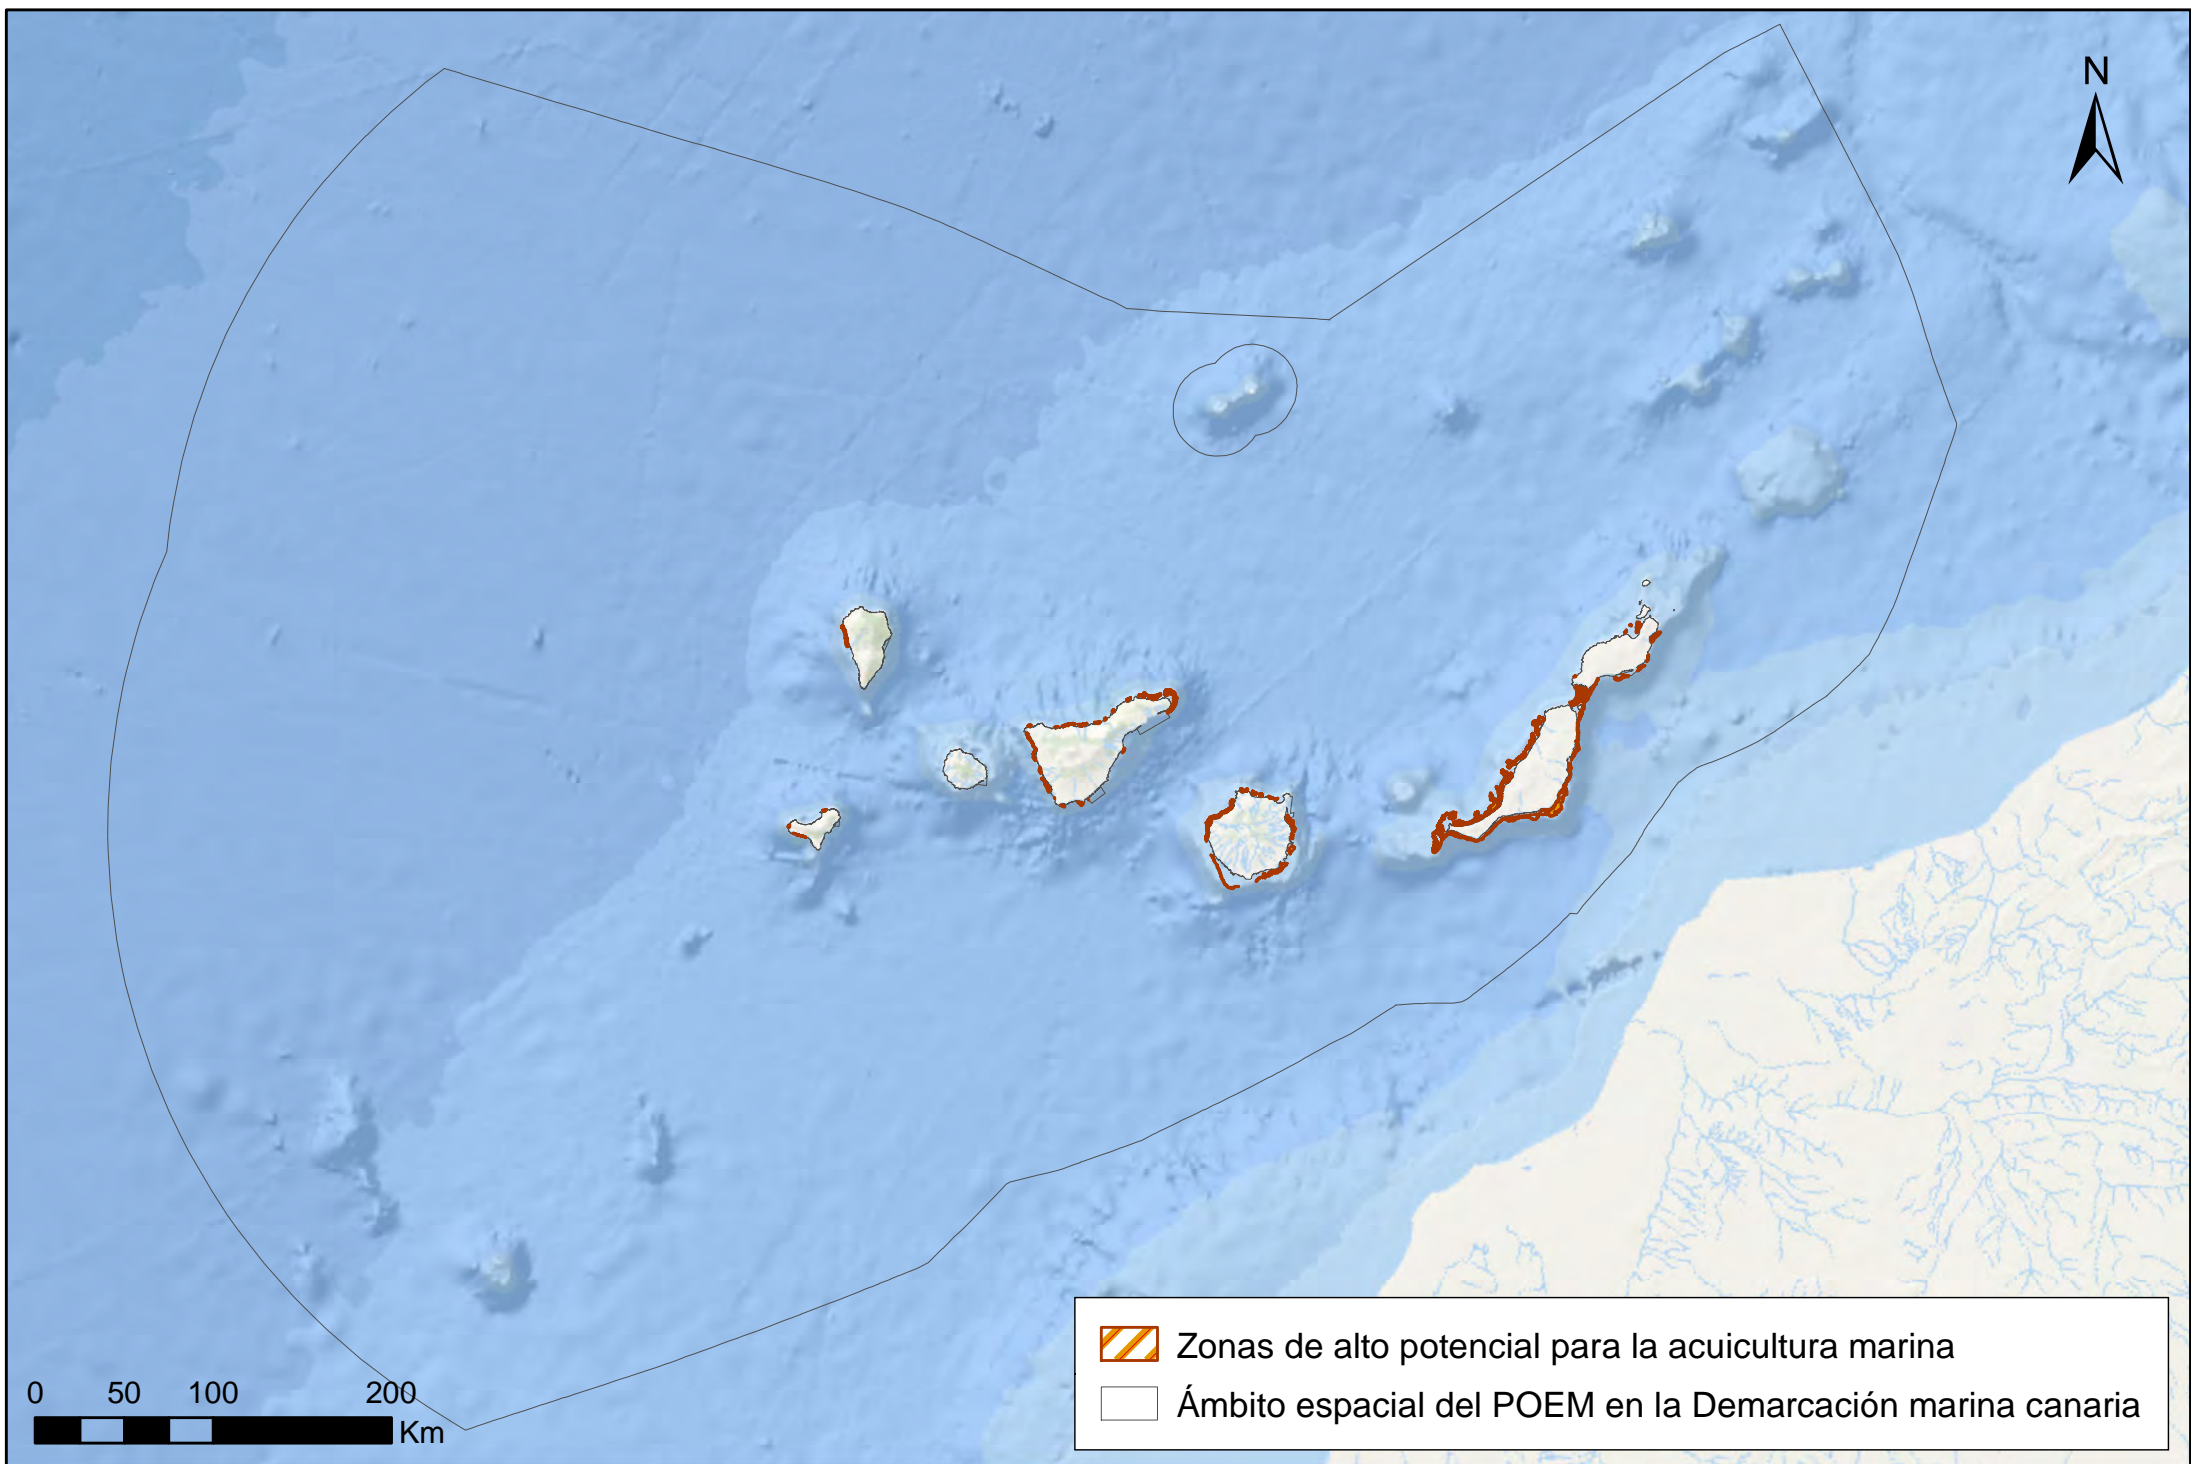 N
Zonas de alto potencial para la acuicultura marina
Ámbito espacial del POEM en la Demarcación marina canaria
0 50 100 200
Km